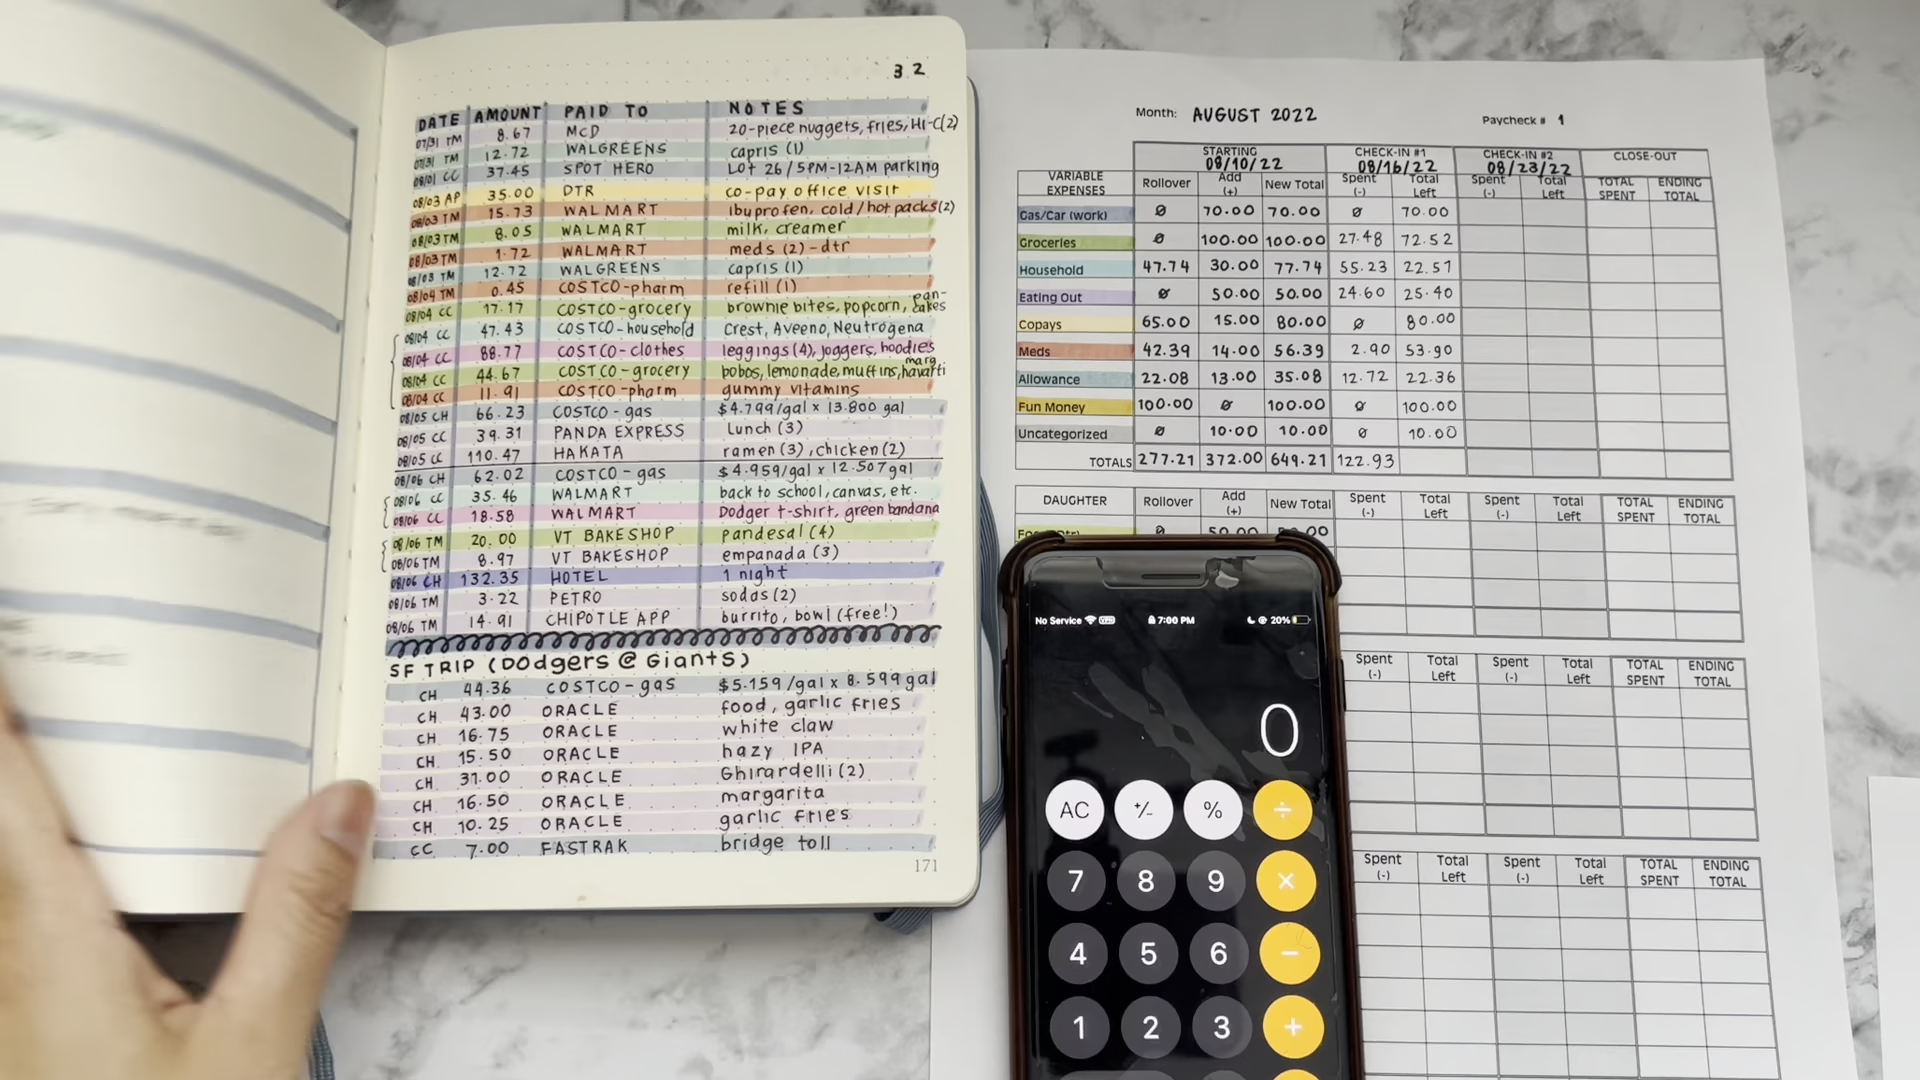 32
DATE AMOUNT PAID TO NOTES
07/31 TM 8.67 McD 20-piece nuggets, fries, Hi-C(2)
07/31 TM 12.72 WALGREENS capris (1)
08/01 CC 37.45 SPOT HERO LOT 26 / 5PM-12AM parking
08/03 AP 35.00 DTR co-pay office visit
08/03 TM 15.73 WALMART Ibuprofen, cold/hot packs(2)
08/03 TM 8.05 WALMART milk, creamer
08/03 TM 1.72 WALMART meds (2) - dtr
08/03 TM 12.72 WALGREENS capris (1)
08/04 TM 0.45 COSTCO-pharm refill (1)
08/04 CC 17.17 COSTCO-grocery brownie bites, popcorn, pan-cakes
08/04 CC 47.43 COSTCO-household Crest, Aveeno, Neutrogena
08/04 CC 88.77 COSTCO-clothes leggings(4), joggers, hoodies
08/04 CC 44.67 COSTCO-grocery bobos, lemonade, muffins, marg havarti
08/04 CC 11.91 COSTCO-pharm gummy vitamins
08/05 CH 66.23 COSTCO-gas $4.799/gal x 13.800 gal
08/05 CC 39.31 PANDA EXPRESS Lunch (3)
08/05 CC 110.47 HAKATA ramen (3), chicken(2)
08/06 CH 62.02 COSTCO-gas $4.959/gal x 12.507 gal
08/06 CC 35.46 WALMART back to school, canvas, etc.
08/06 CC 18.58 WALMART Dodger t-shirt, green bandana
08/06 TM 20.00 VT BAKESHOP pandesal (4)
08/06 TM 8.97 VT BAKESHOP empanada (3)
08/06 CH 132.35 HOTEL 1 night
08/06 TM 3.22 PETRO sodas (2)
08/06 TM 14.91 CHIPOTLE APP burrito, bowl (free!)
SF TRIP (Dodgers @ Giants)
CH 44.36 COSTCO-gas $5.159/gal x 8.599 gal
CH 43.00 ORACLE food, garlic fries
CH 16.75 ORACLE white claw
CH 15.50 ORACLE hazy IPA
CH 31.00 ORACLE Ghirardelli (2)
CH 16.50 ORACLE margarita
CH 10.25 ORACLE garlic fries
CC 7.00 FASTRAK bridge toll
171
Month: AUGUST 2022
Paycheck # 1
STARTING 08/10/22 CHECK-IN #1 08/16/22 CHECK-IN #2 08/23/22 CLOSE-OUT
VARIABLE EXPENSES Rollover Add (+) New Total Spent (-) Total Left Spent (-) Total Left TOTAL SPENT ENDING TOTAL
Gas/Car (work) Ø 70.00 70.00 Ø 70.00
Groceries Ø 100.00 100.00 27.48 72.52
Household 47.74 30.00 77.74 55.23 22.51
Eating Out Ø 50.00 50.00 24.60 25.40
Copays 65.00 15.00 80.00 Ø 80.00
Meds 42.39 14.00 56.39 2.90 53.90
Allowance 22.08 13.00 35.08 12.72 22.36
Fun Money 100.00 Ø 100.00 Ø 100.00
Uncategorized Ø 10.00 10.00 Ø 10.00
TOTALS 277.21 372.00 649.21 122.93
DAUGHTER Rollover Add (+) New Total Spent (-) Total Left Spent (-) Total Left TOTAL SPENT ENDING TOTAL
Ø 50.00
Spent (-) Total Left Spent (-) Total Left TOTAL SPENT ENDING TOTAL
Spent (-) Total Left Spent (-) Total Left TOTAL SPENT ENDING TOTAL
No Service 7:00 PM 20%
0
AC +/- % ÷
7 8 9 ×
4 5 6 −
1 2 3 +